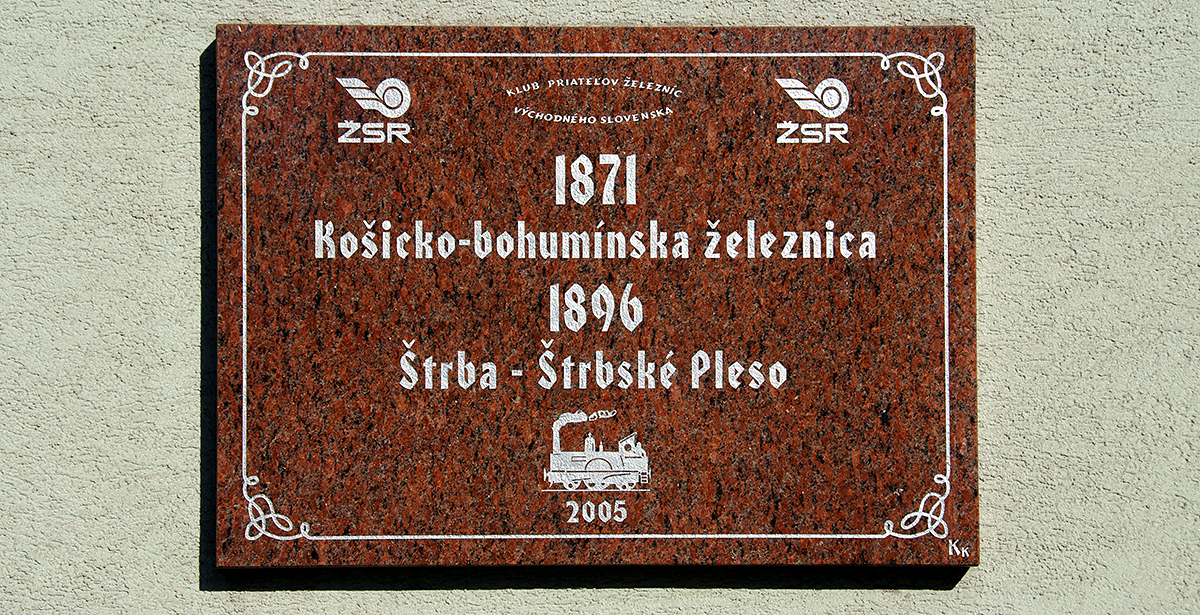 KLUB PRIATEĽOV ŽELEZNÍC
VÝCHODNÉHO SLOVENSKA
ŽSR
ŽSR
1871
Košicko-bohumínska železnica
1896
Štrba - Štrbské Pleso
2005
KK